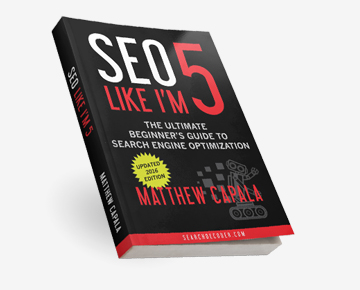 SEO LIKE I'M 5
MATTHEW CAPALA
SEO 5
LIKE I'M
THE ULTIMATE
BEGINNER'S GUIDE TO
SEARCH ENGINE OPTIMIZATION
UPDATED
2016
EDITION
MATTHEW CAPALA
SEARCHDECODER.COM